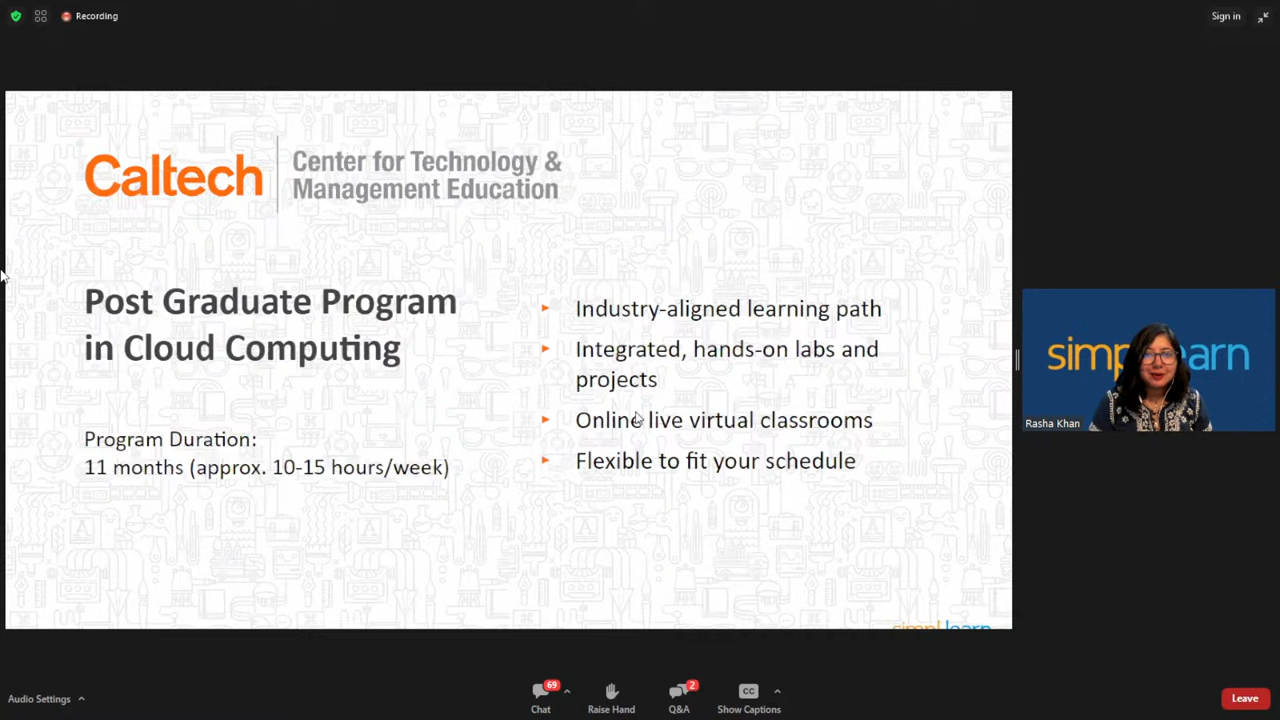 Recording
Sign in
Caltech
Center for Technology &
Management Education
Post Graduate Program
in Cloud Computing
Program Duration:
11 months (approx. 10-15 hours/week)
Industry-aligned learning path
Integrated, hands-on labs and
projects
Online live virtual classrooms
Flexible to fit your schedule
simplilearn
Rasha Khan
Audio Settings
69
Chat
Raise Hand
2
Q&A
CC
Show Captions
Leave